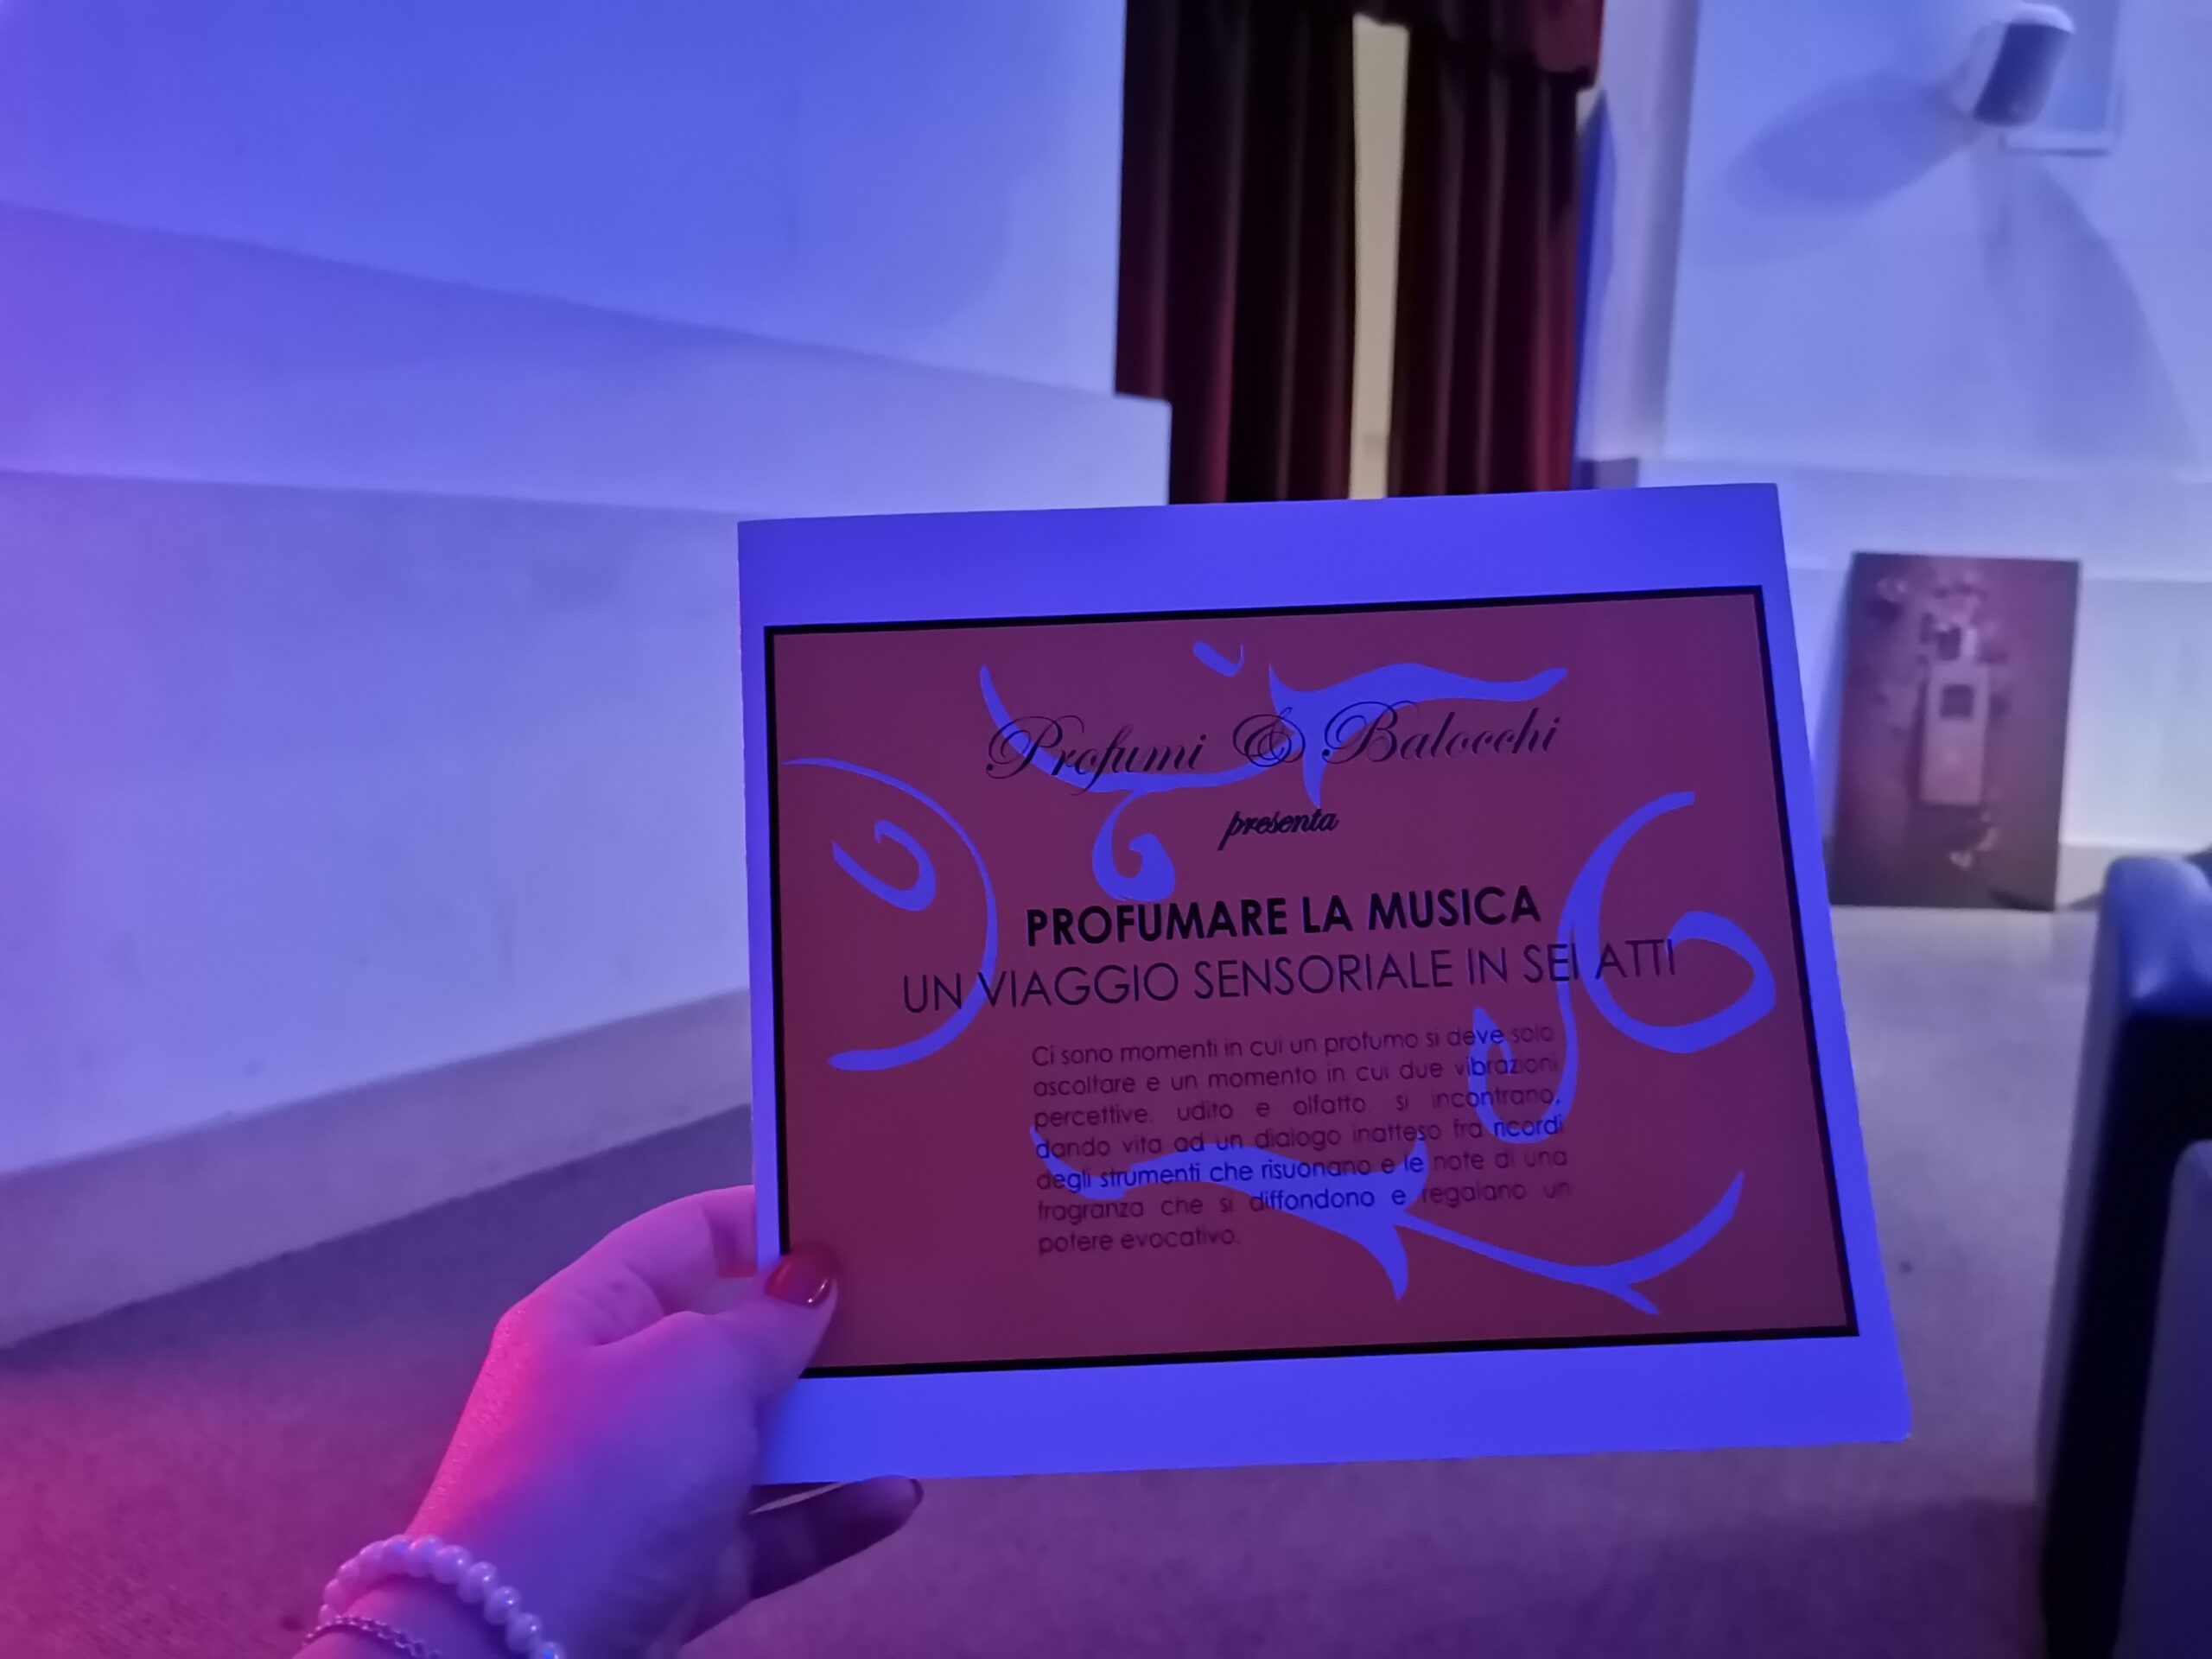 Profumi & Balocchi
presenta
PROFUMARE LA MUSICA
UN VIAGGIO SENSORIALE IN SEI ATTI
Ci sono momenti in cui un profumo si deve solo
ascoltare e un momento in cui due vibrazioni
percettive, udito e olfatto, si incontrano,
dando vita ad un dialogo inatteso fra ricordi
degli strumenti che risuonano e le note di una
fragranza che si diffondono e regalano un
potere evocativo.